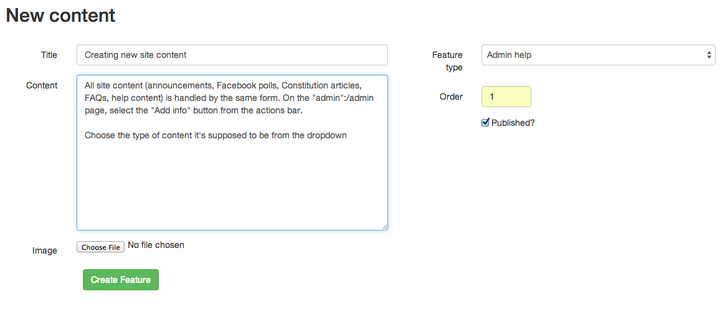 New content
Title
Creating new site content
Feature
type
Admin help
Content
All site content (announcements, Facebook polls, Constitution articles,
FAQs, help content) is handled by the same form. On the "admin":/admin
page, select the "Add info" button from the actions bar.
Choose the type of content it's supposed to be from the dropdown
Order
1
Published?
Image
Choose File No file chosen
Create Feature